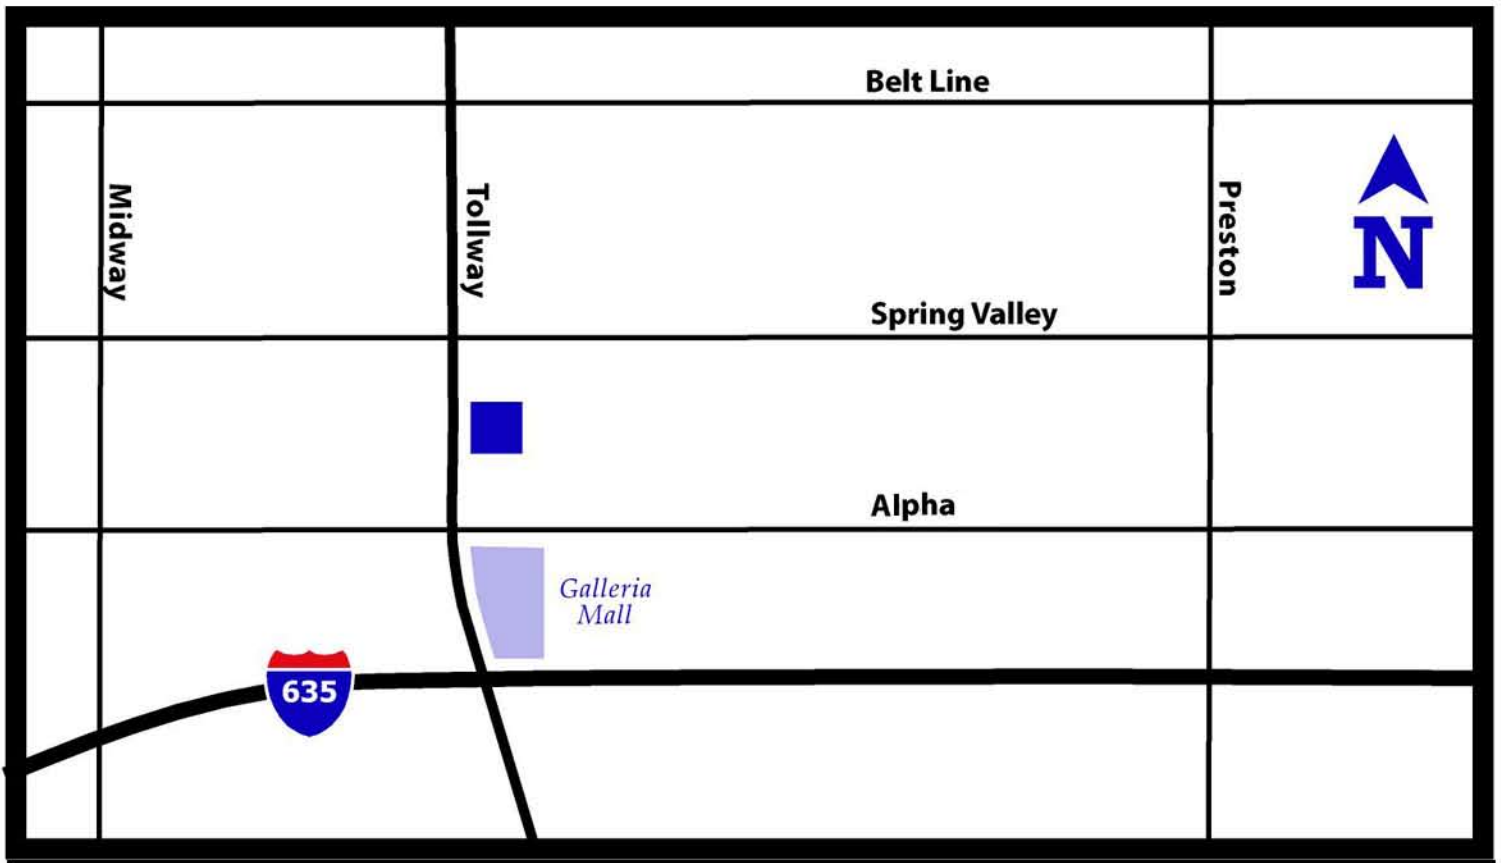 Belt Line
Midway
Tollway
Preston
N
Spring Valley
Alpha
Galleria
Mall
635